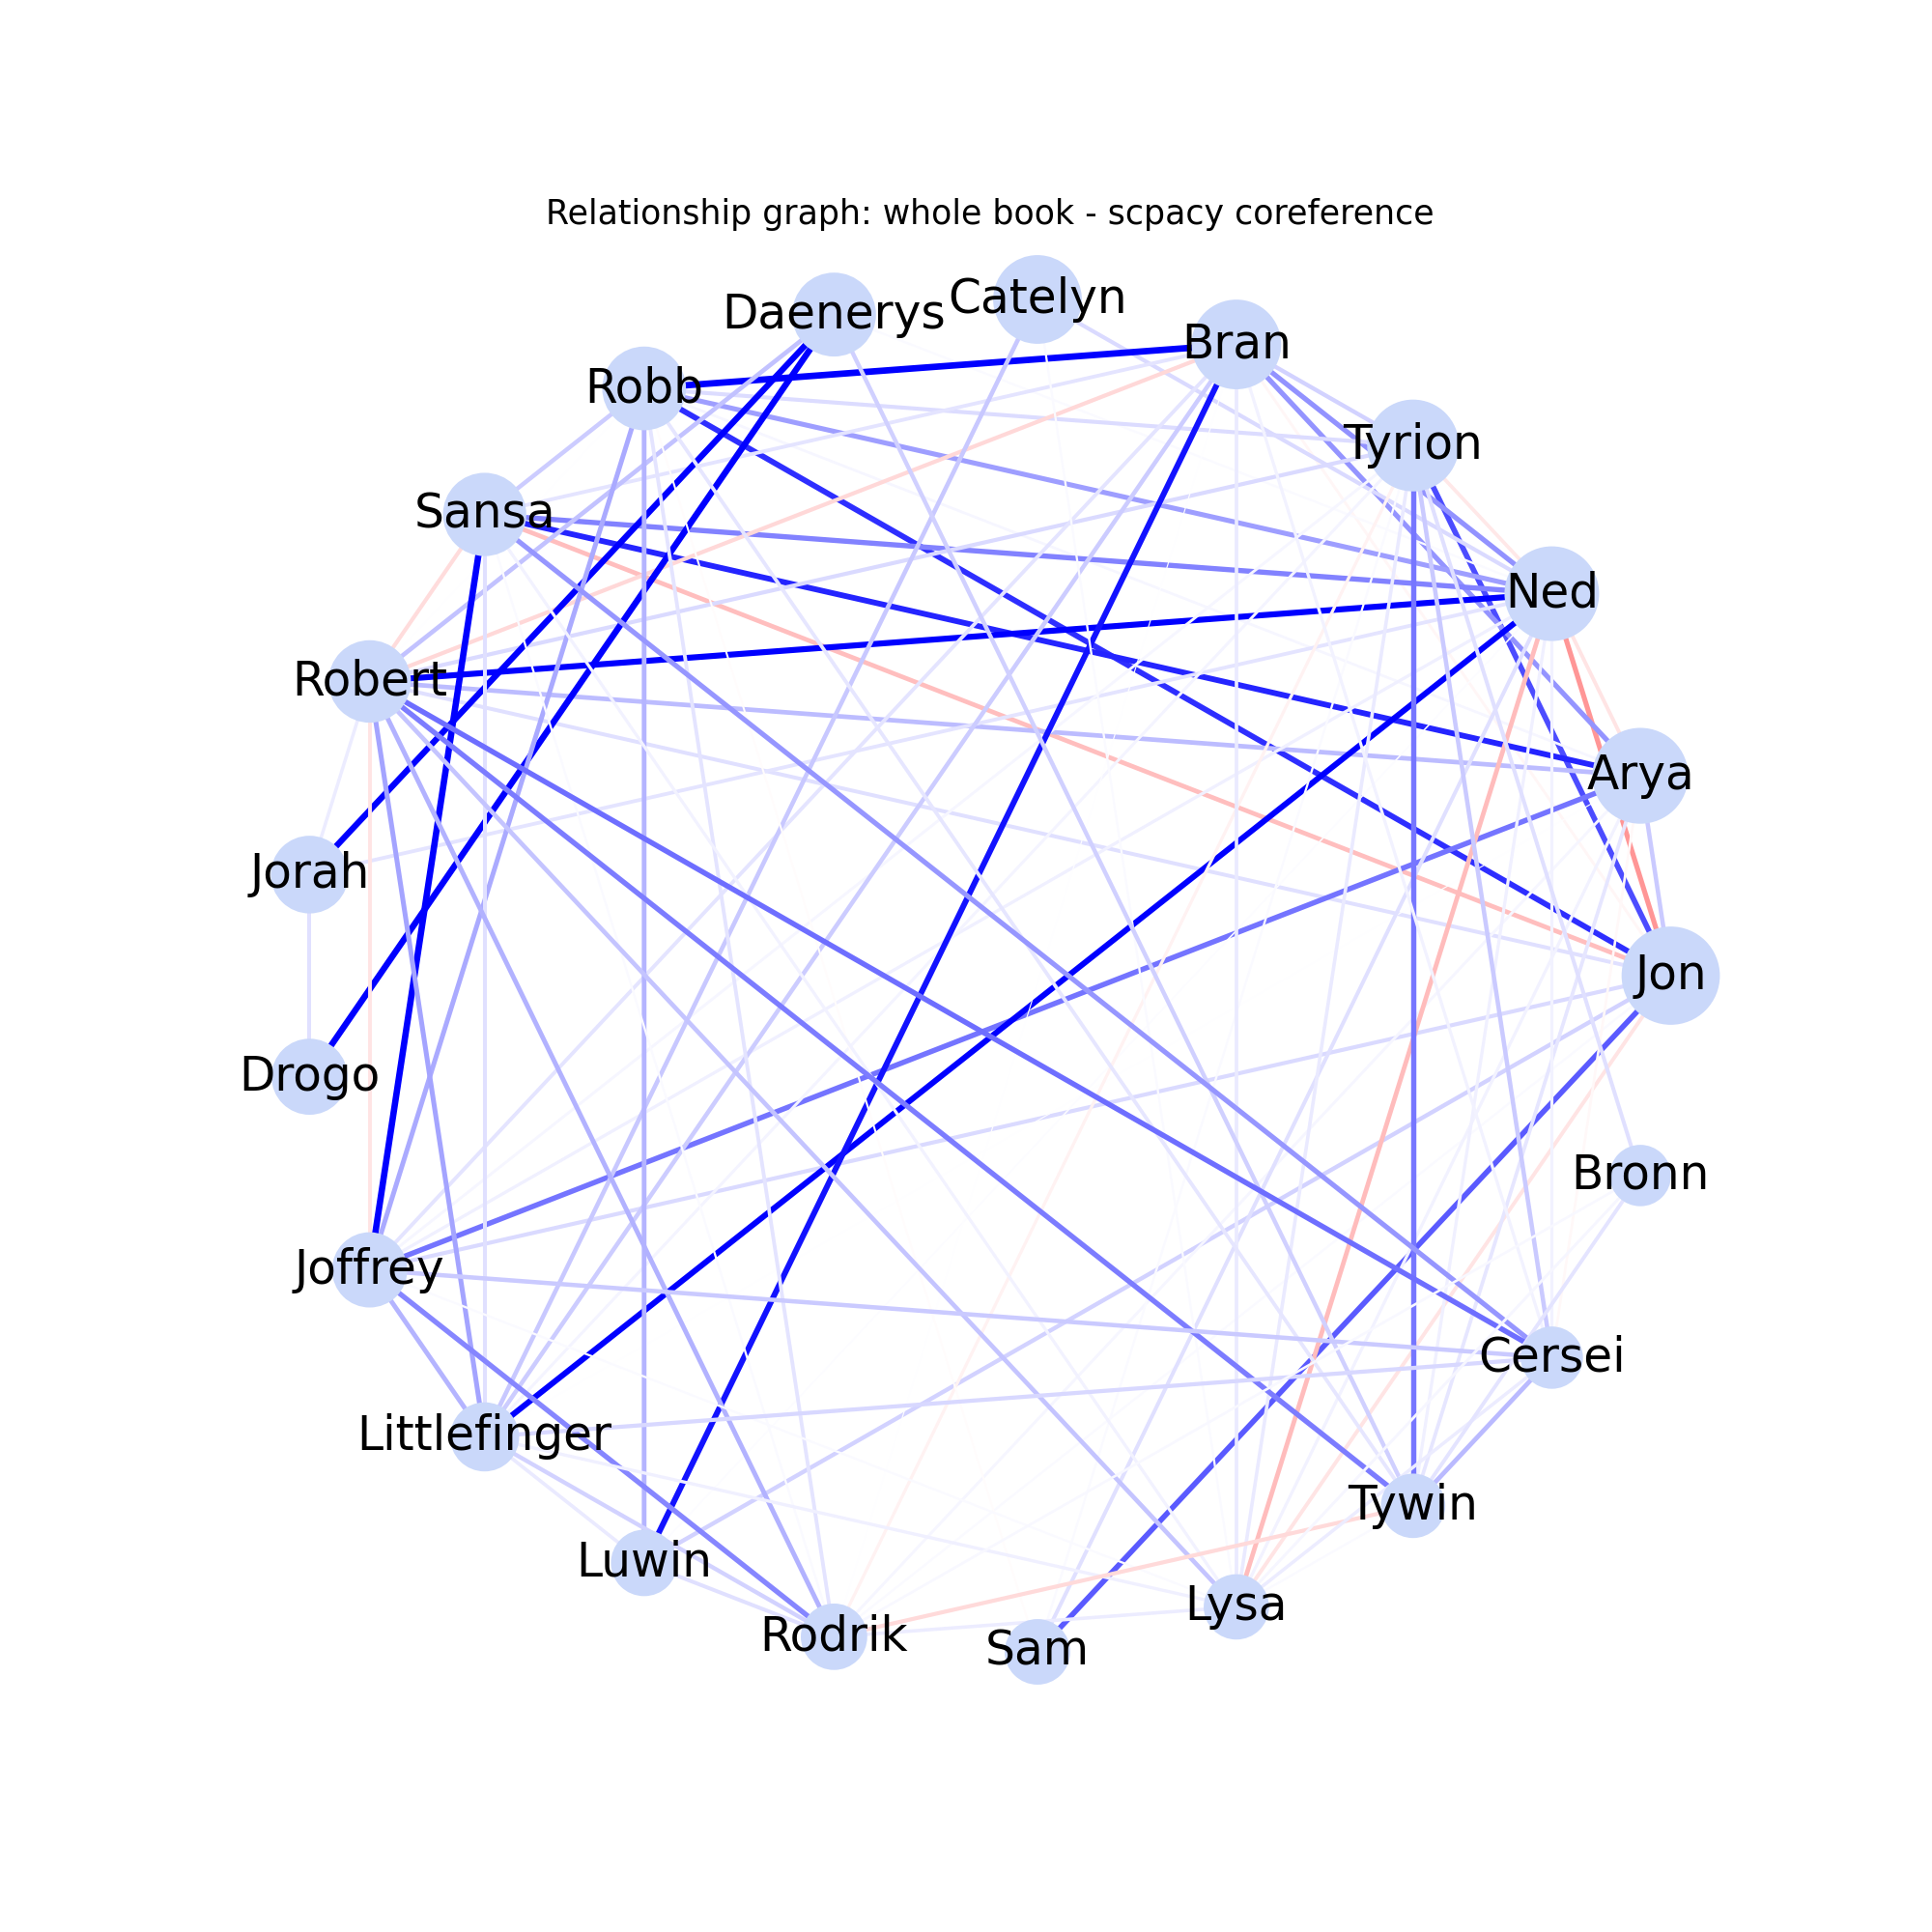 Relationship graph: whole book - scpacy coreference
Catelyn
Daenerys
Bran
Robb
Tyrion
Sansa
Ned
Robert
Arya
Jorah
Jon
Drogo
Bronn
Joffrey
Cersei
Littlefinger
Tywin
Luwin
Lysa
Rodrik
Sam